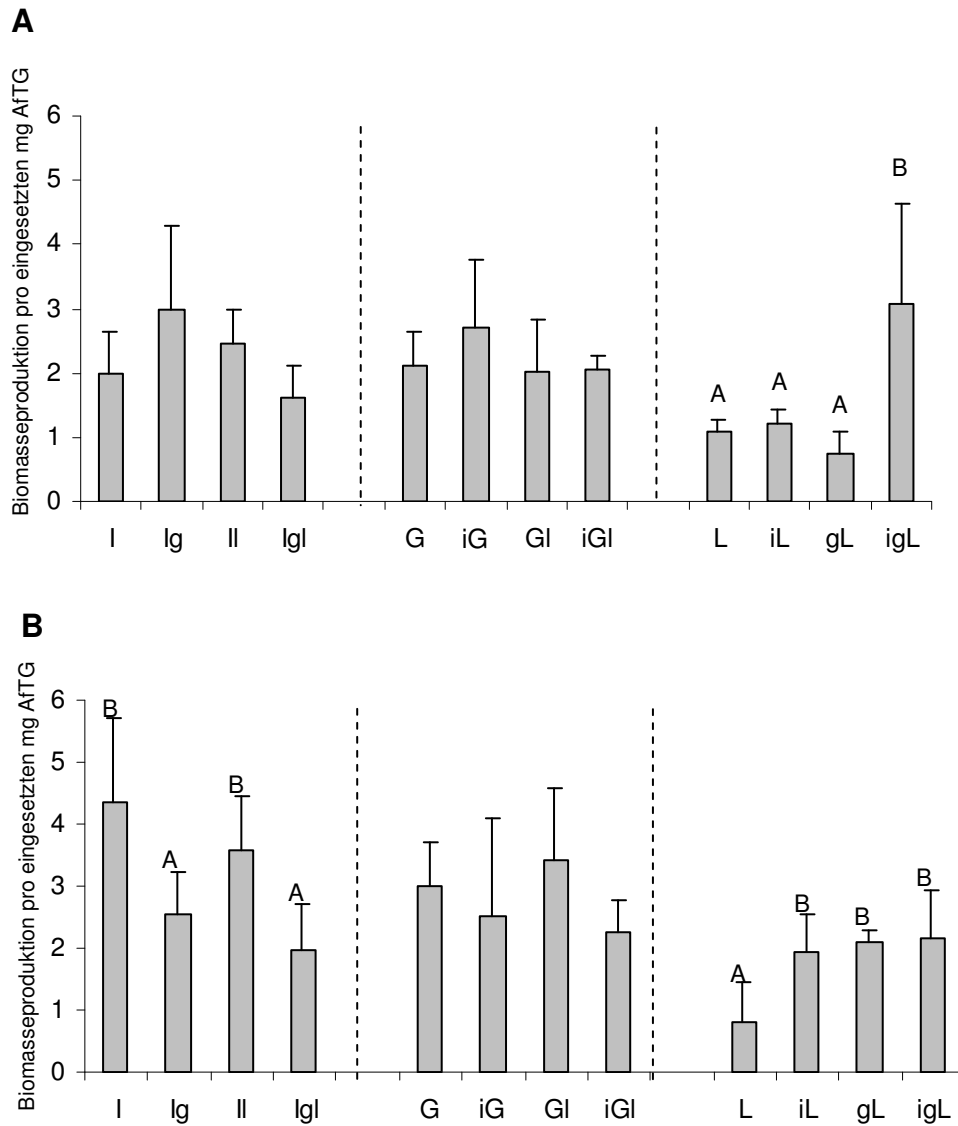 A
Biomasseproduktion pro eingesetzten mg AfTG
6
5
4
3
2
1
0
B
A A A
I Ig Il Igl G iG Gl iGl L iL gL igL
B
Biomasseproduktion pro eingesetzten mg AfTG
6
5
4
3
2
1
0
B A B A A B B B
I Ig Il Igl G iG Gl iGl L iL gL igL